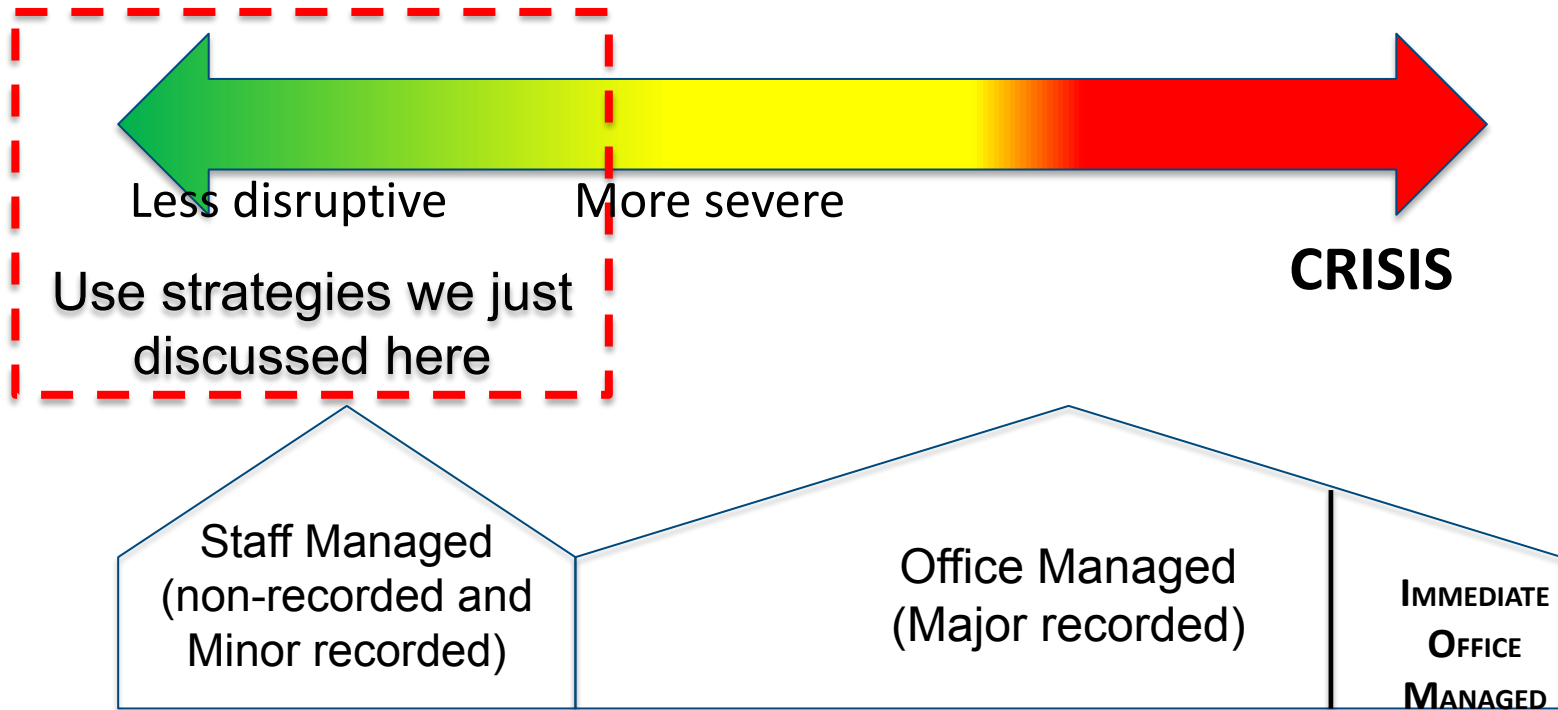 Less disruptive
More severe
CRISIS
Use strategies we just
discussed here
Staff Managed
(non-recorded and
Minor recorded)
Office Managed
(Major recorded)
IMMEDIATE
OFFICE
MANAGED